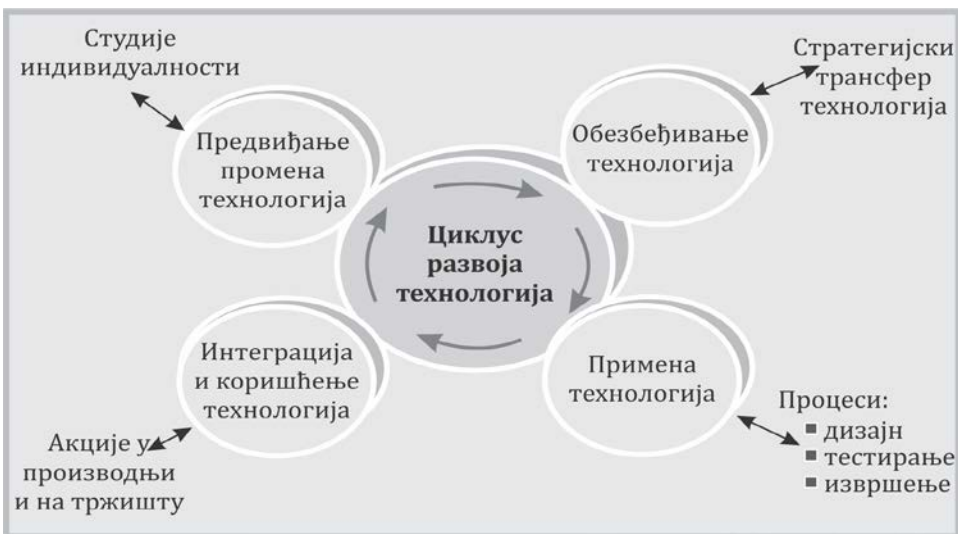 Студије
индивидуалности
Предвиђање
промена
технологија
Стратегијски
трансфер
технологија
Обезбеђивање
технологија
Циклус
развоја
технологија
Интеграција
и коришћење
технологија
Акције у
производњи
и на тржишту
Примена
технологија
Процеси:
▪ дизајн
▪ тестирање
▪ извршење